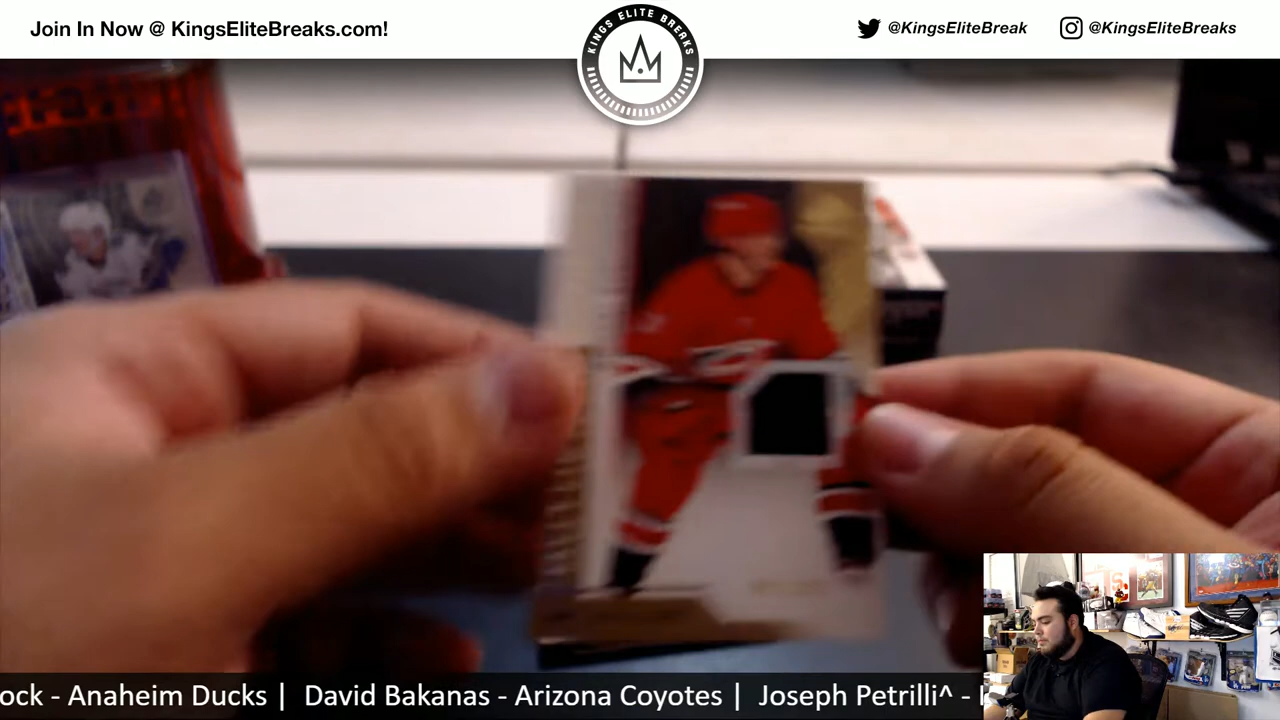 Join In Now @ KingsEliteBreaks.com!
KINGS ELITE BREAKS
@KingsEliteBreak
@KingsEliteBreaks
ock - Anaheim Ducks | David Bakanas - Arizona Coyotes | Joseph Petrilli^ -